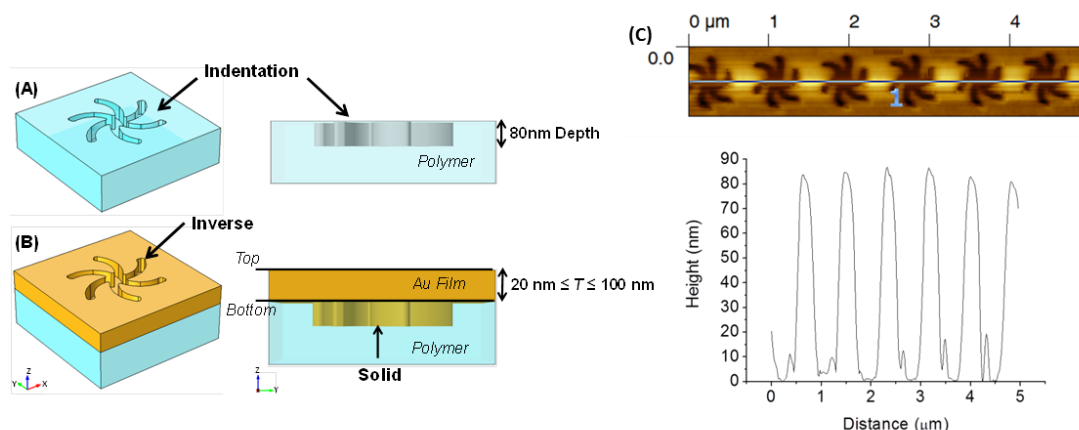 (A)
Indentation
80nm Depth
Polymer
(B)
Inverse
Top
Au Film
20 nm ≤ T ≤ 100 nm
Bottom
Polymer
Solid
Z
Y
X
Z
Y
(C)
0 µm 1 2 3 4
0.0
1
90
80
70
60
50
40
30
20
10
0
Height (nm)
0 1 2 3 4 5
Distance (µm)